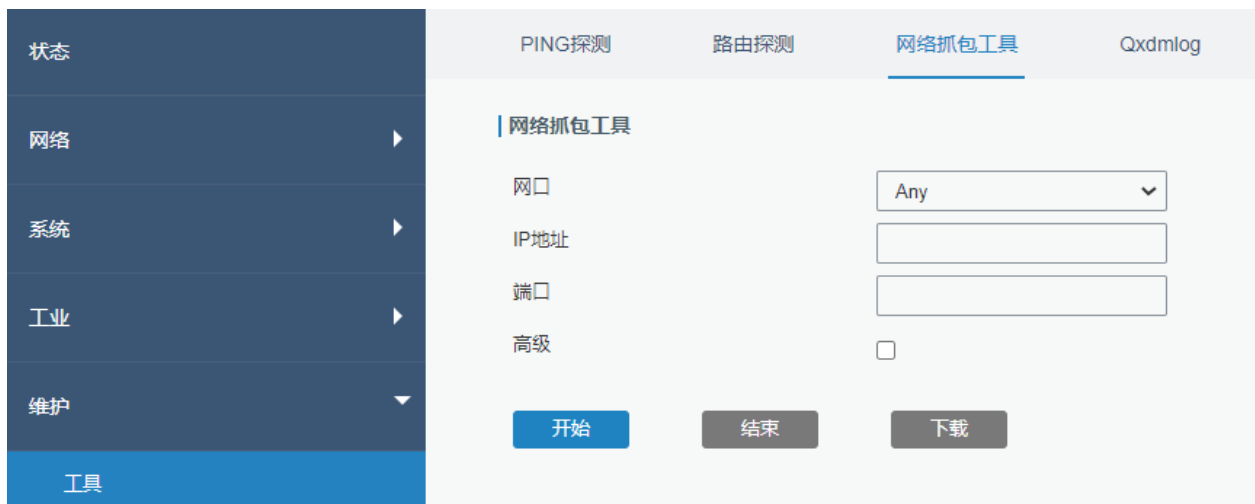 状态
网络
系统
工业
维护
工具
PING探测 路由探测 网络抓包工具 Qxdmlog
网络抓包工具
网口 Any
IP地址
端口
高级
开始 结束 下载